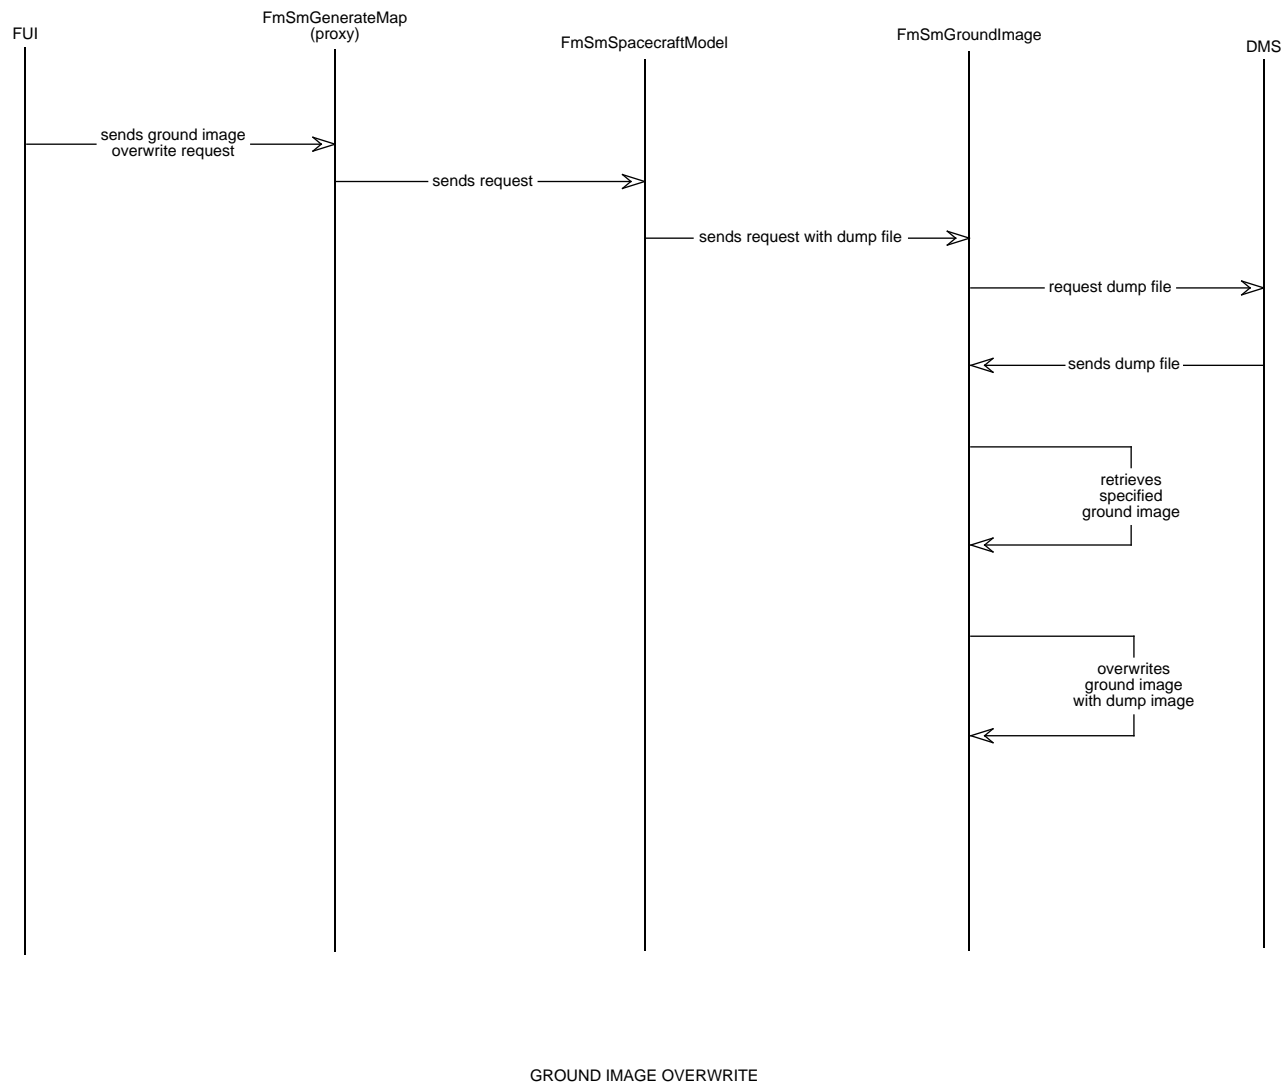 FUI
FmSmGenerateMap
(proxy)
FmSmSpacecraftModel
FmSmGroundImage
DMS
sends ground image
overwrite request
sends request
sends request with dump file
request dump file
sends dump file
retrieves
specified
ground image
overwrites
ground image
with dump image
GROUND IMAGE OVERWRITE